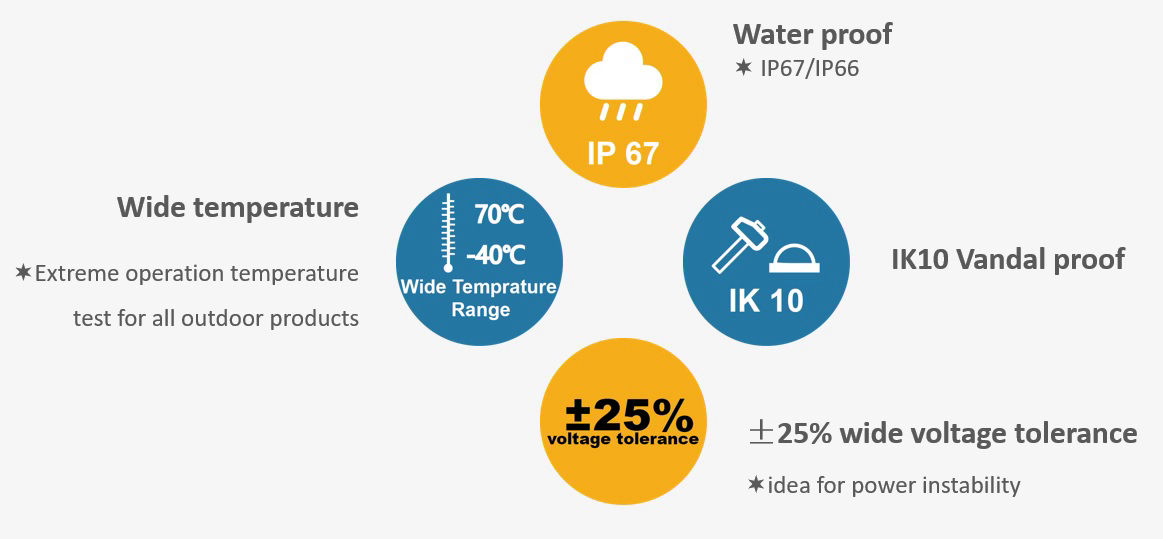 Water proof
✶ IP67/IP66
IP 67
Wide temperature
✶Extreme operation temperature
test for all outdoor products
70℃
-40℃
Wide Temprature
Range
IK 10
IK10 Vandal proof
±25%
voltage tolerance
±25% wide voltage tolerance
✶idea for power instability